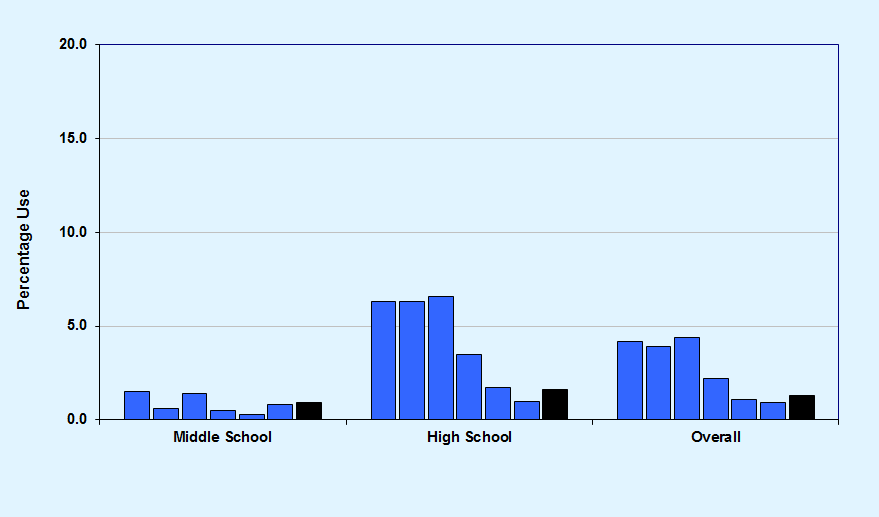 20.0
15.0
10.0
5.0
0.0
Percentage Use
Middle School
High School
Overall